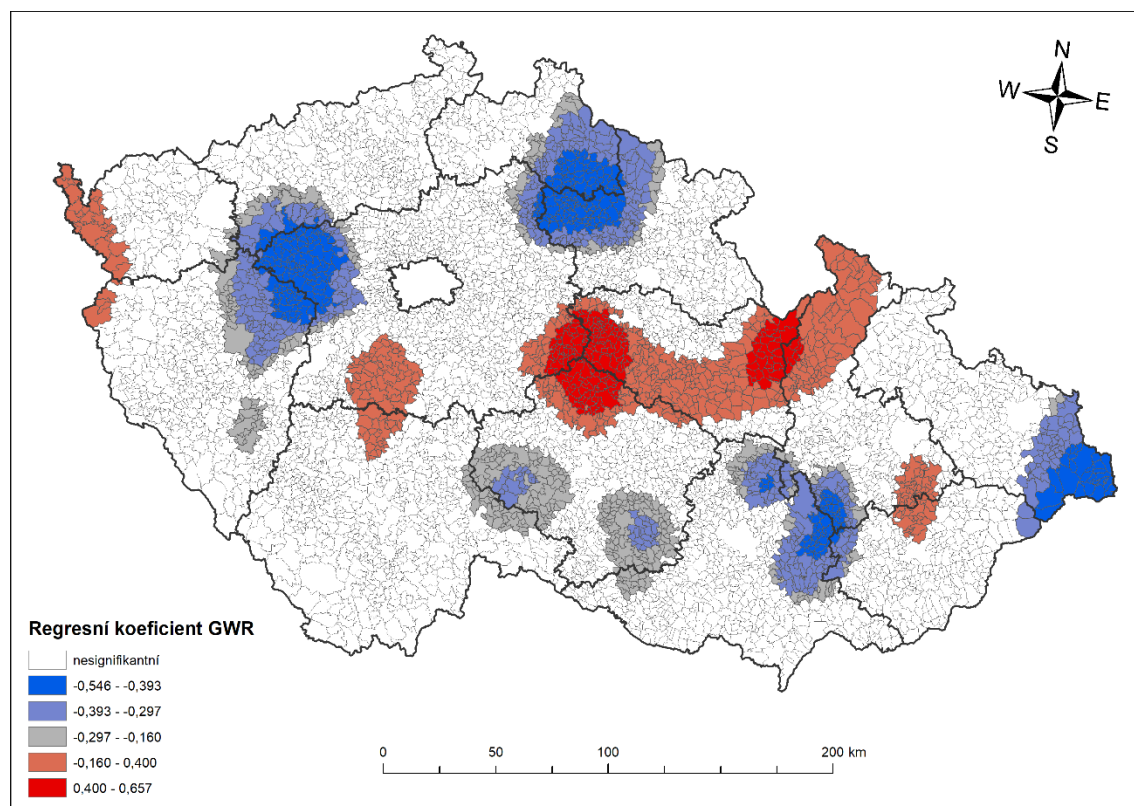 N
W E
S
Regresní koeficient GWR
nesignifikantní
-0,546 - -0,393
-0,393 - -0,297
-0,297 - -0,160
-0,160 - 0,400
0,400 - 0,657
0 50 100 200 km